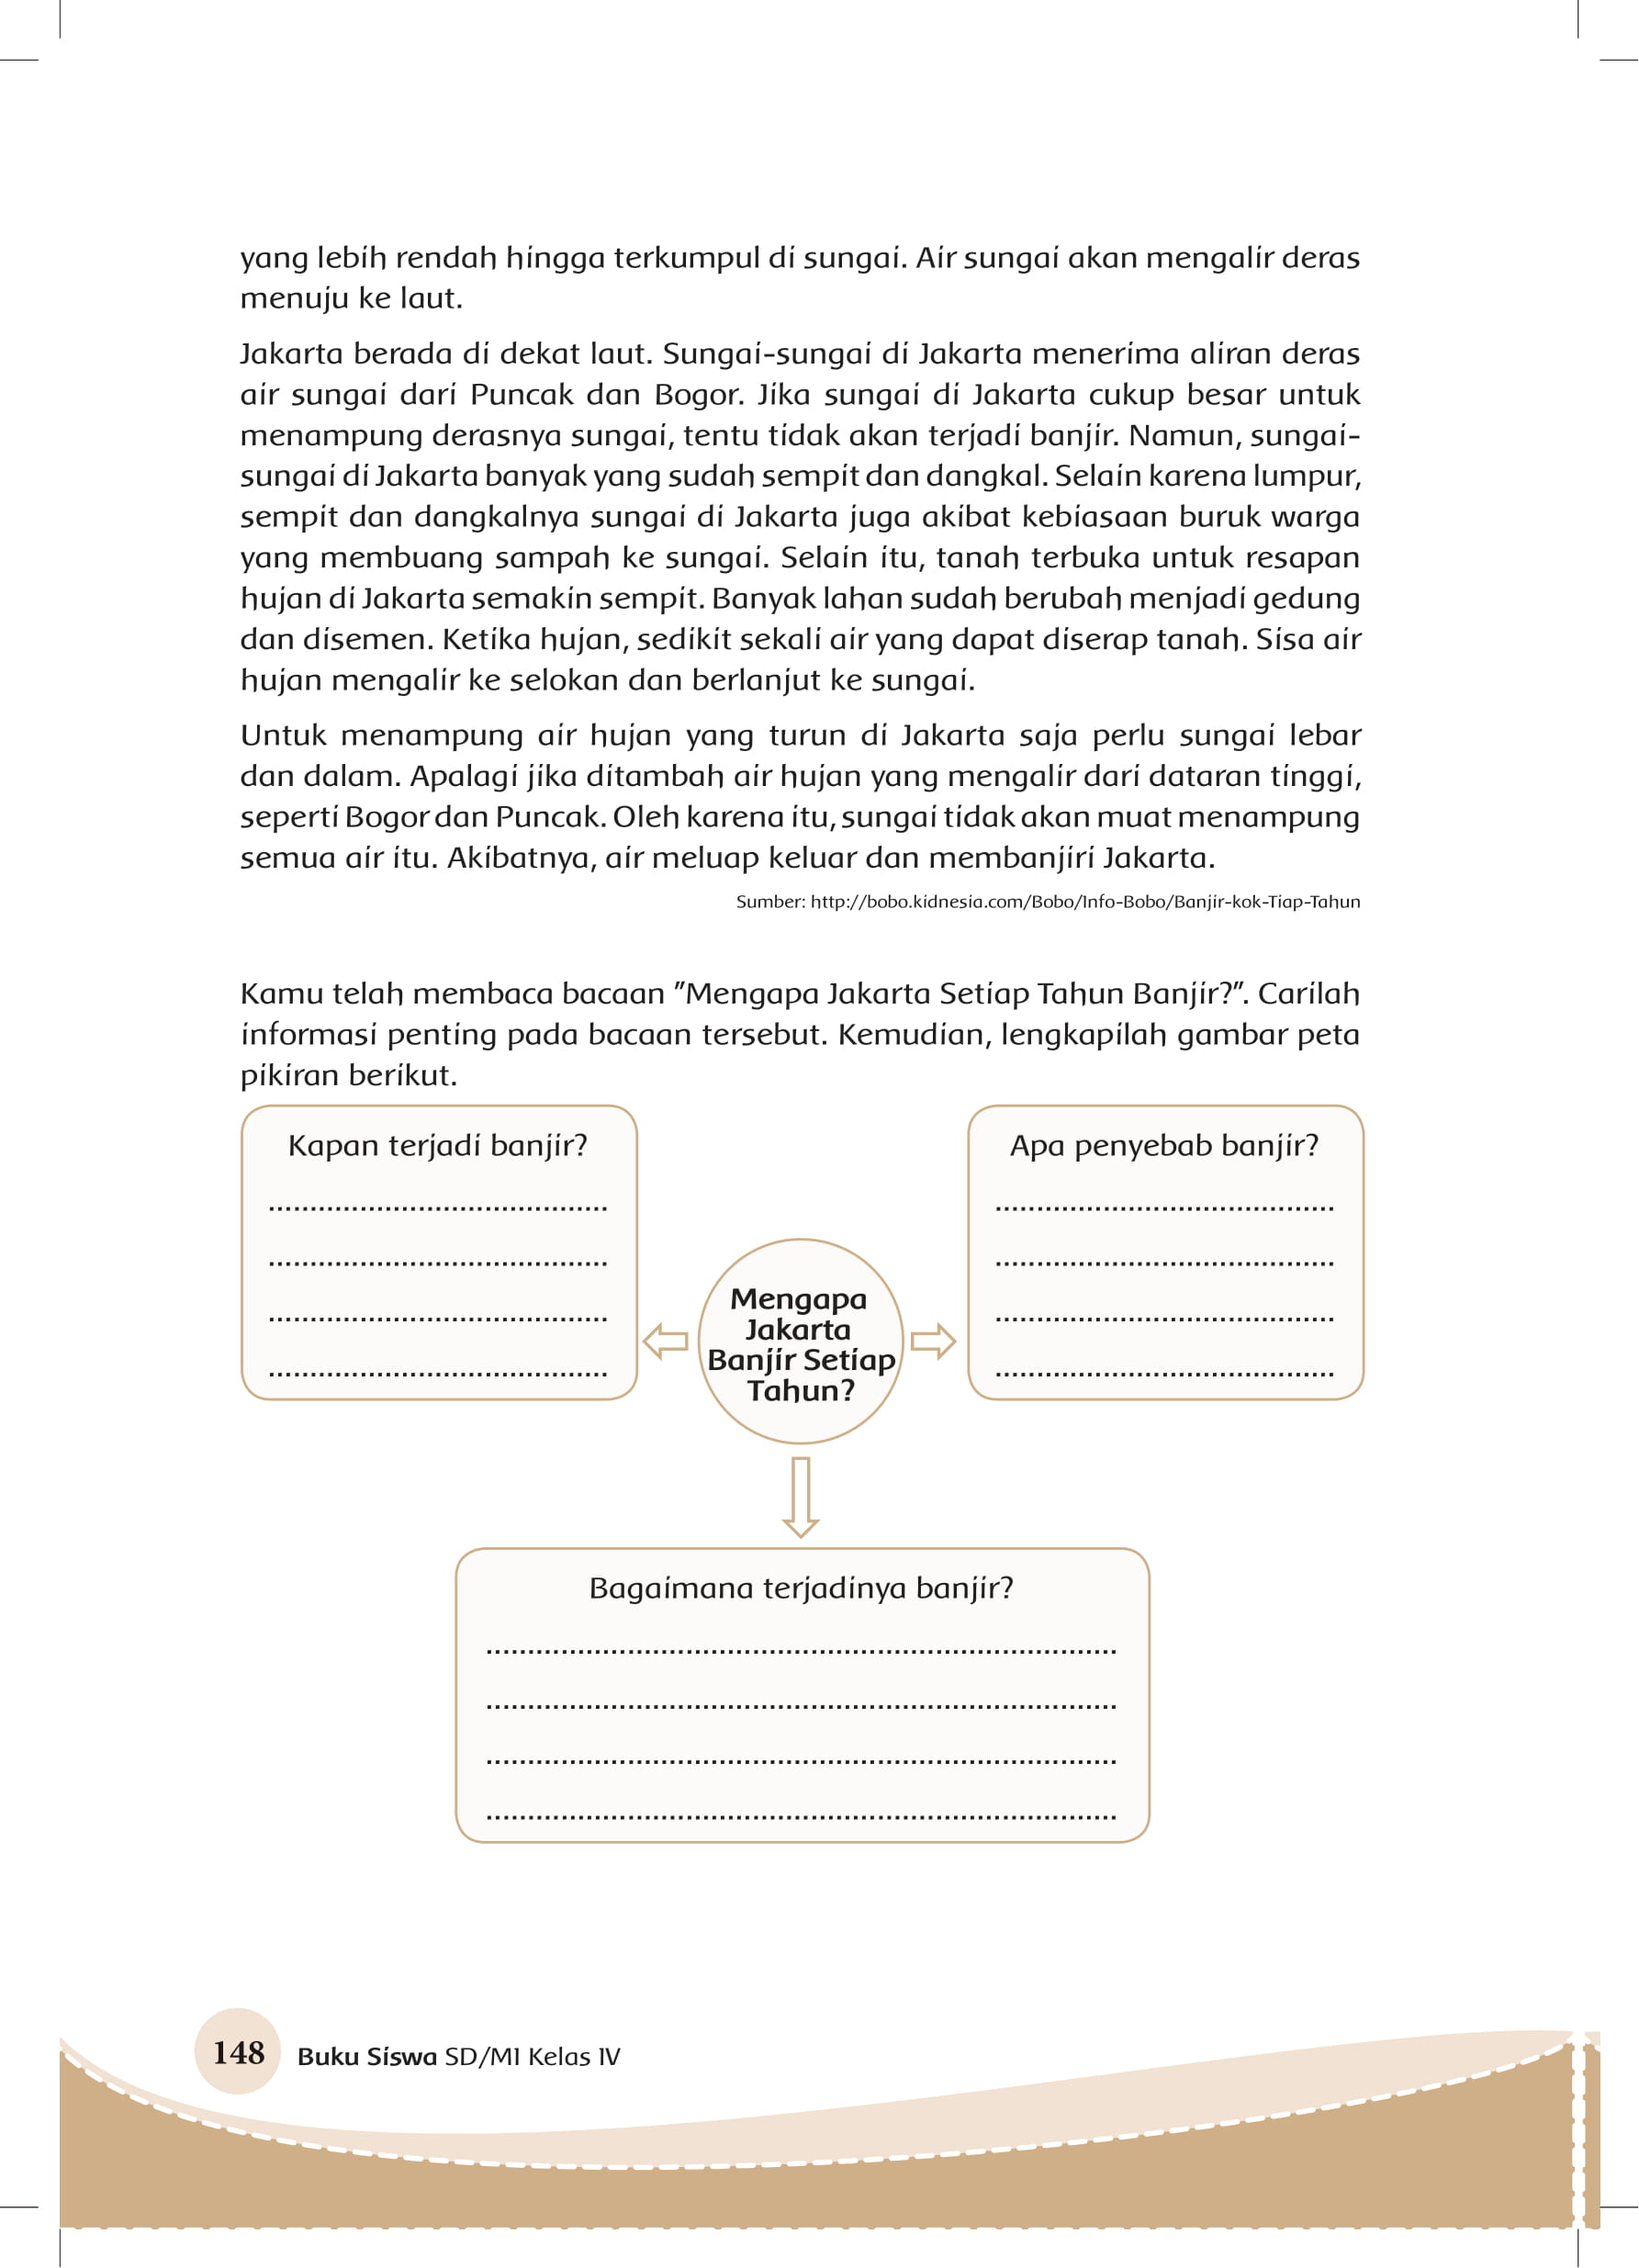 yang lebih rendah hingga terkumpul di sungai. Air sungai akan mengalir deras
menuju ke laut.
Jakarta berada di dekat laut. Sungai-sungai di Jakarta menerima aliran deras
air sungai dari Puncak dan Bogor. Jika sungai di Jakarta cukup besar untuk
menampung derasnya sungai, tentu tidak akan terjadi banjir. Namun, sungai-
sungai di Jakarta banyak yang sudah sempit dan dangkal. Selain karena lumpur,
sempit dan dangkalnya sungai di Jakarta juga akibat kebiasaan buruk warga
yang membuang sampah ke sungai. Selain itu, tanah terbuka untuk resapan
hujan di Jakarta semakin sempit. Banyak lahan sudah berubah menjadi gedung
dan disemen. Ketika hujan, sedikit sekali air yang dapat diserap tanah. Sisa air
hujan mengalir ke selokan dan berlanjut ke sungai.
Untuk menampung air hujan yang turun di Jakarta saja perlu sungai lebar
dan dalam. Apalagi jika ditambah air hujan yang mengalir dari dataran tinggi,
seperti Bogor dan Puncak. Oleh karena itu, sungai tidak akan muat menampung
semua air itu. Akibatnya, air meluap keluar dan membanjiri Jakarta.
Sumber: http://bobo.kidnesia.com/Bobo/Info-Bobo/Banjir-kok-Tiap-Tahun
Kamu telah membaca bacaan "Mengapa Jakarta Setiap Tahun Banjir?". Carilah
informasi penting pada bacaan tersebut. Kemudian, lengkapilah gambar peta
pikiran berikut.
Kapan terjadi banjir?
Apa penyebab banjir?
Mengapa
Jakarta
Banjir Setiap
Tahun?
Bagaimana terjadinya banjir?
148 Buku Siswa SD/MI Kelas IV